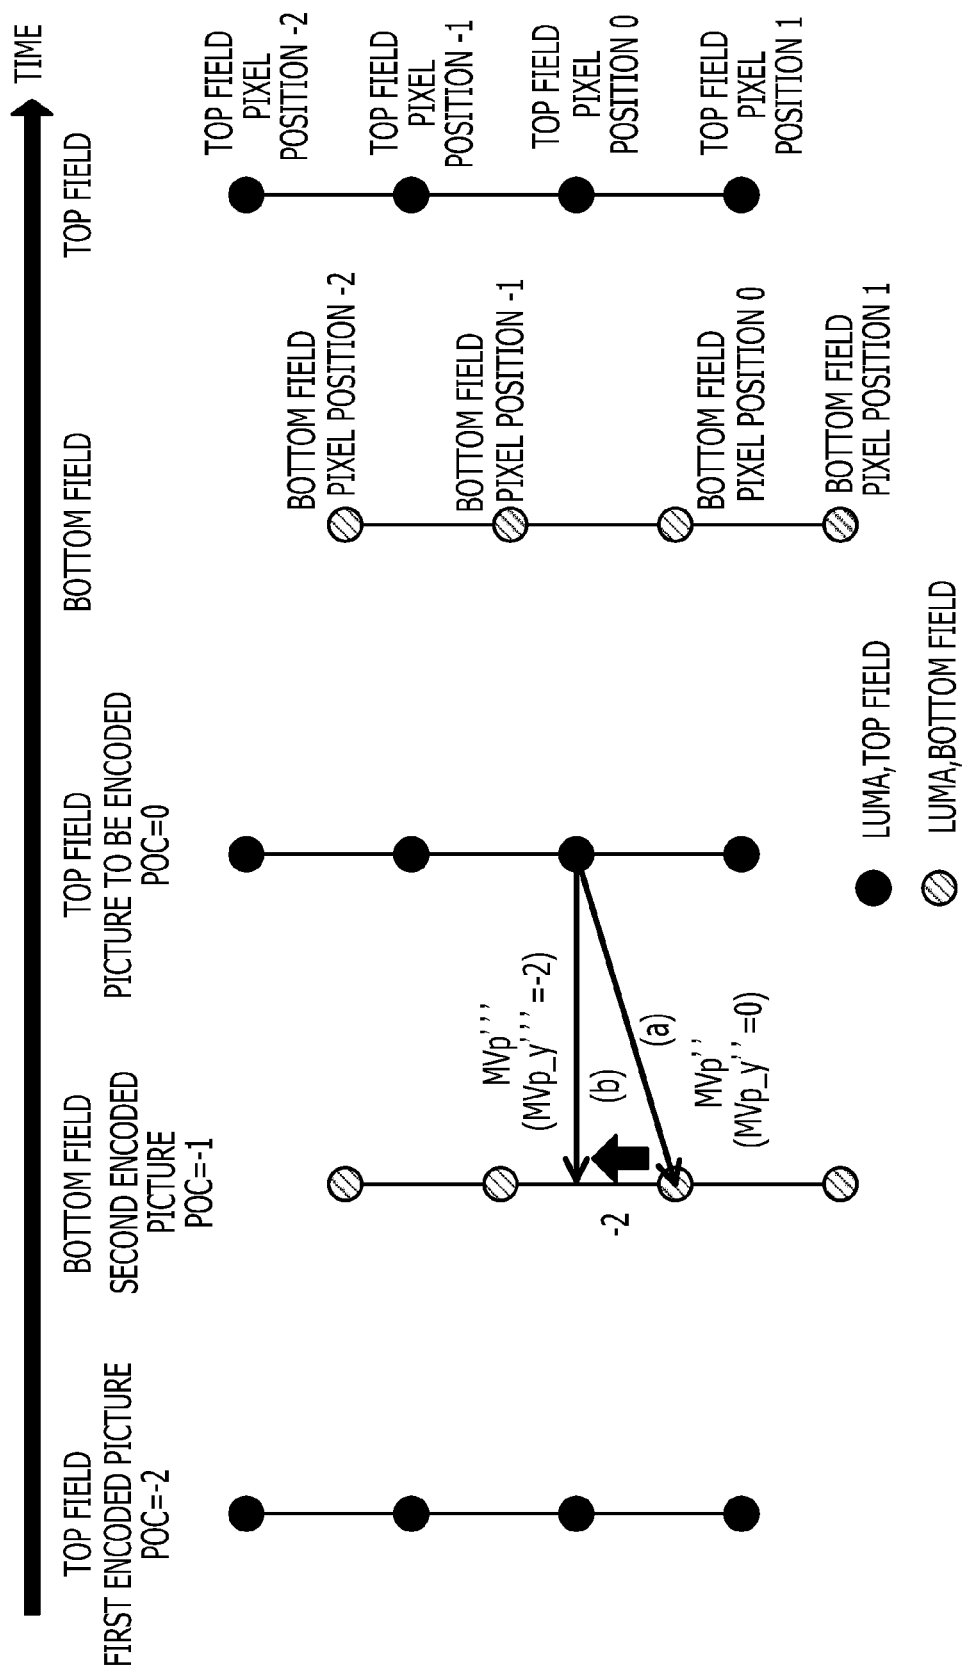 TIME
TOP FIELD
FIRST ENCODED PICTURE
POC=-2
BOTTOM FIELD
SECOND ENCODED
PICTURE
POC=-1
TOP FIELD
PICTURE TO BE ENCODED
POC=0
BOTTOM FIELD
TOP FIELD
TOP FIELD
PIXEL
POSITION -2
TOP FIELD
PIXEL
POSITION -1
TOP FIELD
PIXEL
POSITION 0
TOP FIELD
PIXEL
POSITION 1
BOTTOM FIELD
PIXEL POSITION -2
BOTTOM FIELD
PIXEL POSITION -1
BOTTOM FIELD
PIXEL POSITION 0
BOTTOM FIELD
PIXEL POSITION 1
MVp'''
(MVp_y'''=-2)
(b)
-2
(a)
MVp''
(MVp_y''=0)
LUMA,TOP FIELD
LUMA,BOTTOM FIELD